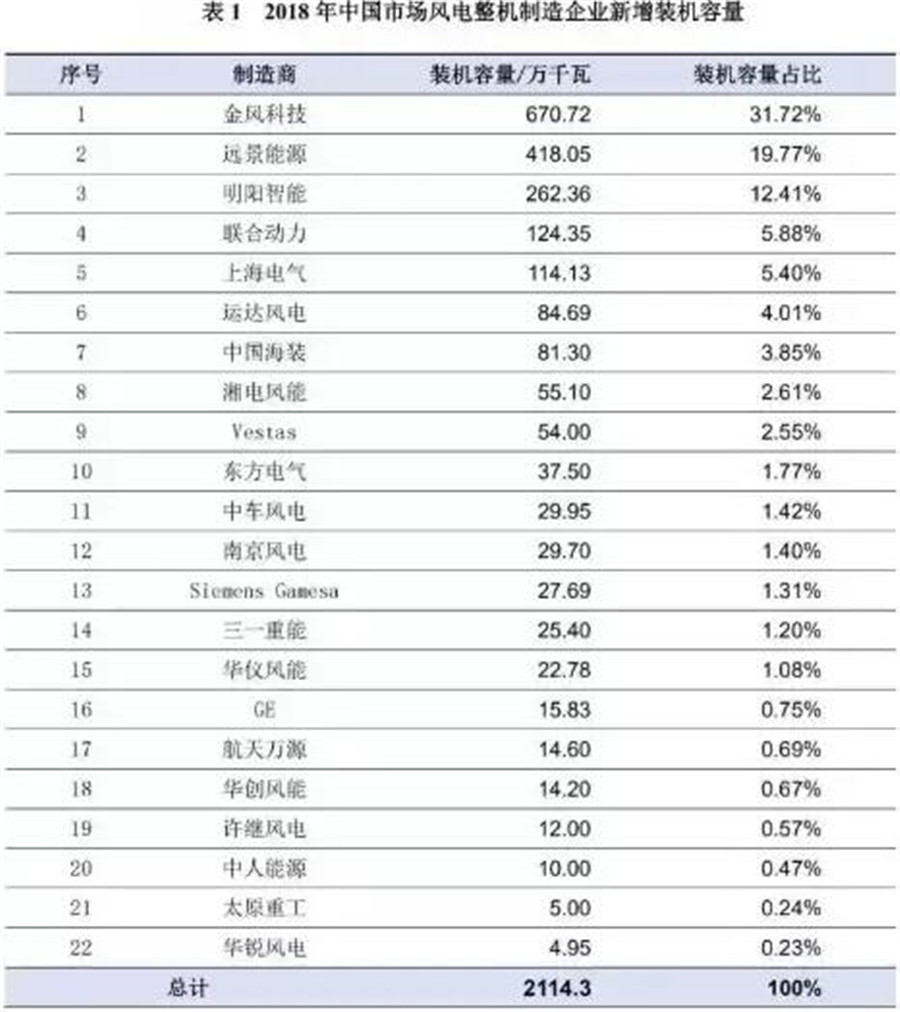 表 1 2018 年中国市场风电整机制造企业新增装机容量
序号 制造商 装机容量/万千瓦 装机容量占比
1 金风科技 670.72 31.72%
2 远景能源 418.05 19.77%
3 明阳智能 262.36 12.41%
4 联合动力 124.35 5.88%
5 上海电气 114.13 5.40%
6 运达风电 84.69 4.01%
7 中国海装 81.30 3.85%
8 湘电风能 55.10 2.61%
9 Vestas 54.00 2.55%
10 东方电气 37.50 1.77%
11 中车风电 29.95 1.42%
12 南京风电 29.70 1.40%
13 Siemens Gamesa 27.69 1.31%
14 三一重能 25.40 1.20%
15 华仪风能 22.78 1.08%
16 GE 15.83 0.75%
17 航天万源 14.60 0.69%
18 华创风能 14.20 0.67%
19 许继风电 12.00 0.57%
20 中人能源 10.00 0.47%
21 太原重工 5.00 0.24%
22 华锐风电 4.95 0.23%
总计 2114.3 100%